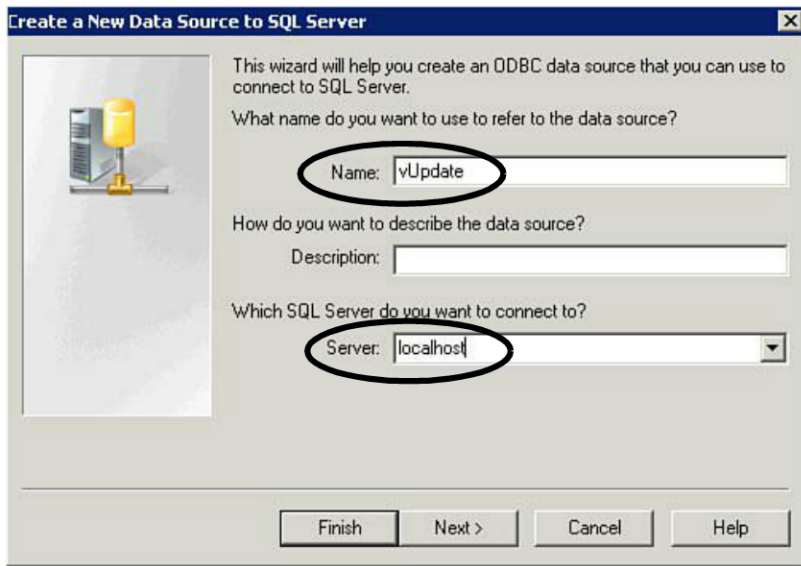 Create a New Data Source to SQL Server
This wizard will help you create an ODBC data source that you can use to
connect to SQL Server.
What name do you want to use to refer to the data source?
Name: vUpdate
How do you want to describe the data source?
Description:
Which SQL Server do you want to connect to?
Server: localhost
Finish Next > Cancel Help